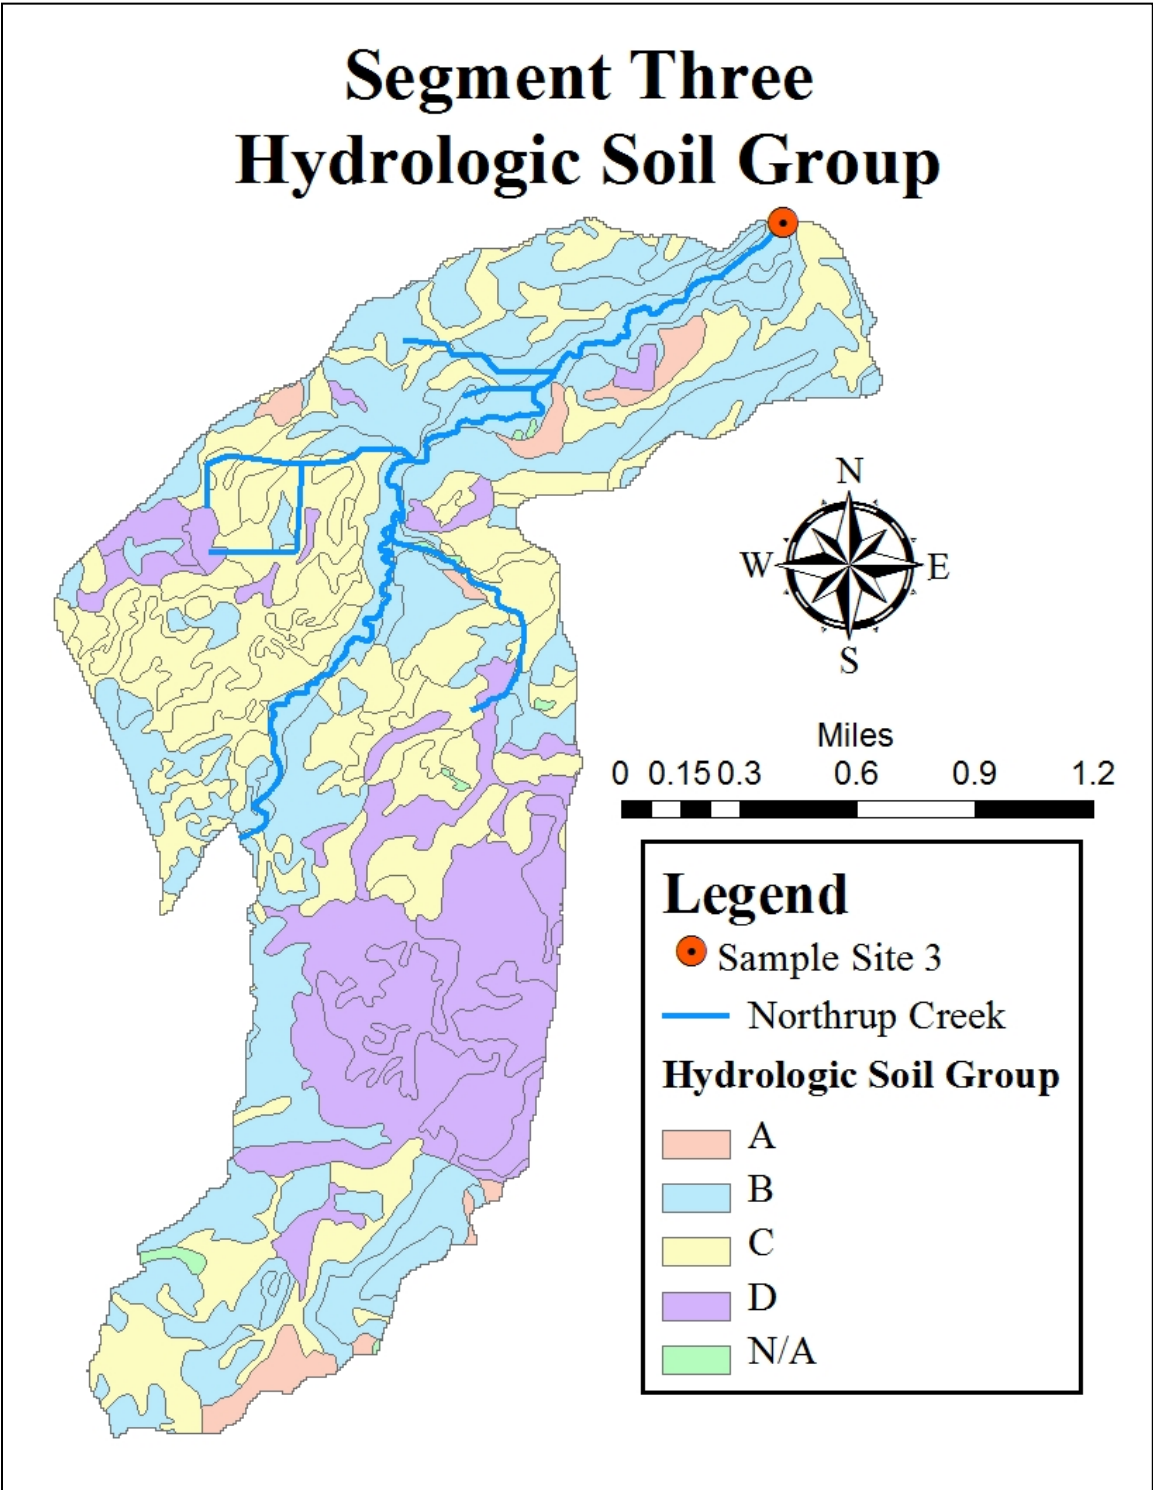 Segment Three
Hydrologic Soil Group
N
W E
S
Miles
0 0.15 0.3 0.6 0.9 1.2
Legend
Sample Site 3
Northrup Creek
Hydrologic Soil Group
A
B
C
D
N/A